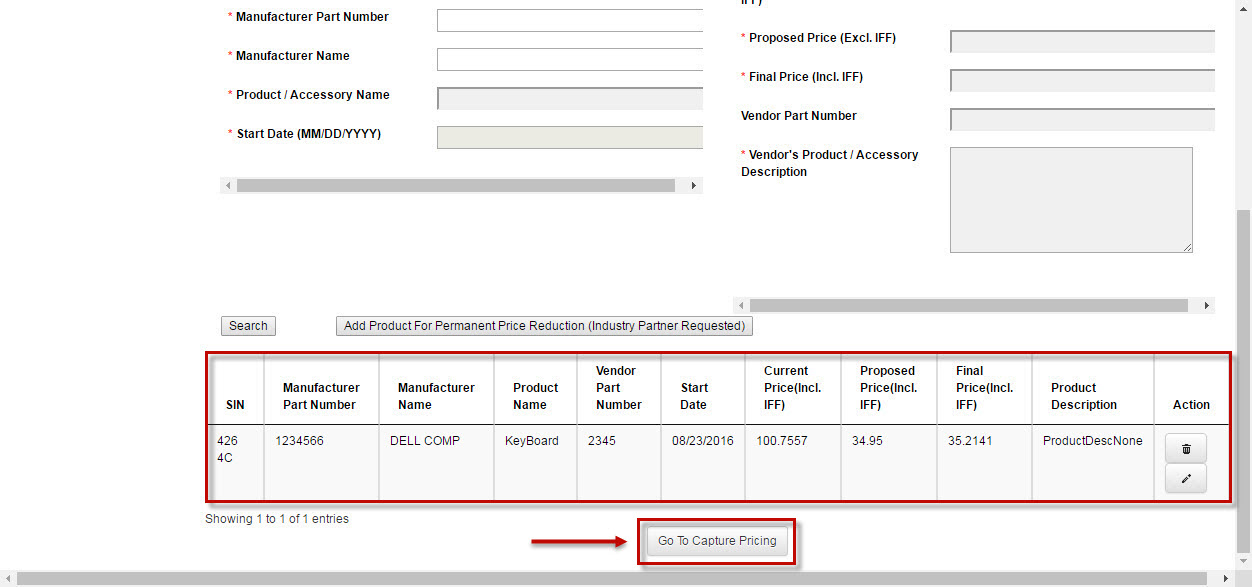 * Manufacturer Part Number
* Manufacturer Name
* Product / Accessory Name
* Start Date (MM/DD/YYYY)
IFF)
* Proposed Price (Excl. IFF)
* Final Price (Incl. IFF)
Vendor Part Number
* Vendor's Product / Accessory
Description
Search
Add Product For Permanent Price Reduction (Industry Partner Requested)
SIN
Manufacturer
Part Number
Manufacturer
Name
Product
Name
Vendor
Part
Number
Start
Date
Current
Price(Incl.
IFF)
Proposed
Price(Incl.
IFF)
Final
Price(Incl.
IFF)
Product
Description
Action
426
4C
1234566
DELL COMP
KeyBoard
2345
08/23/2016
100.7557
34.95
35.2141
ProductDescNone
Showing 1 to 1 of 1 entries
Go To Capture Pricing